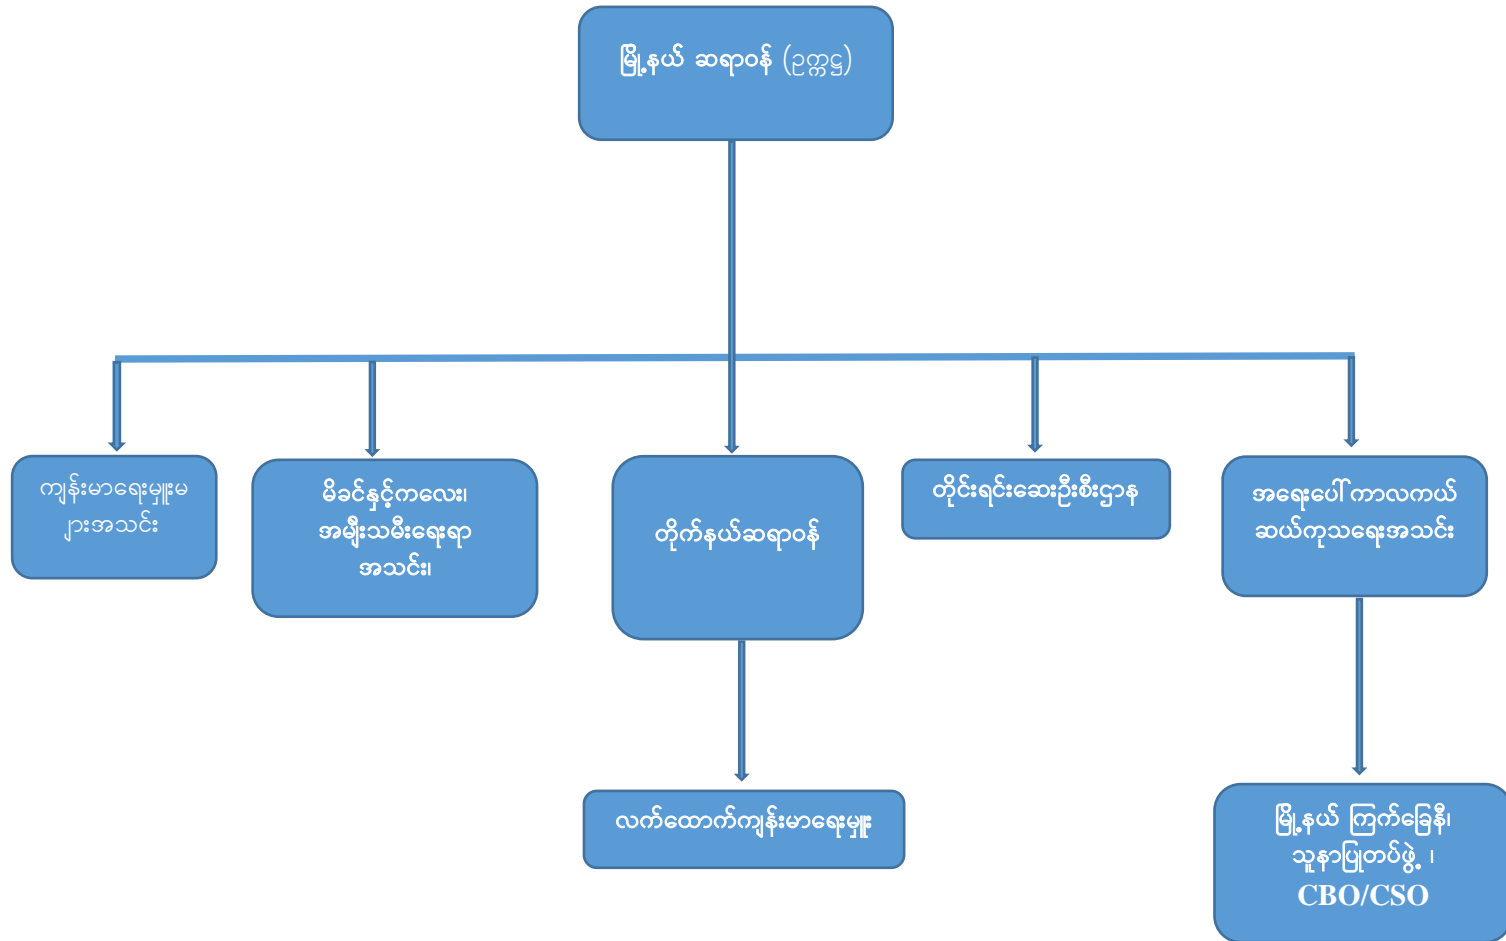 မြို့နယ် ဆရာဝန် (ဥက္ကဋ္ဌ)
ကျန်းမာရေးမှူးမ
ျားအသင်း
မိခင်နှင့်ကလေး၊
အမျိုးသမီးရေးရာ
အသင်း၊
တိုက်နယ်ဆရာဝန်
တိုင်းရင်းဆေးဦးစီးဌာန
အရေးပေါ် ကာလကယ်
ဆယ်ကုသရေးအသင်း
လက်ထောက်ကျန်းမာရေးမှူး
မြို့နယ် ကြက်ခြေနီ၊
သူနာပြုတပ်ဖွဲ့ ၊
CBO/CSO